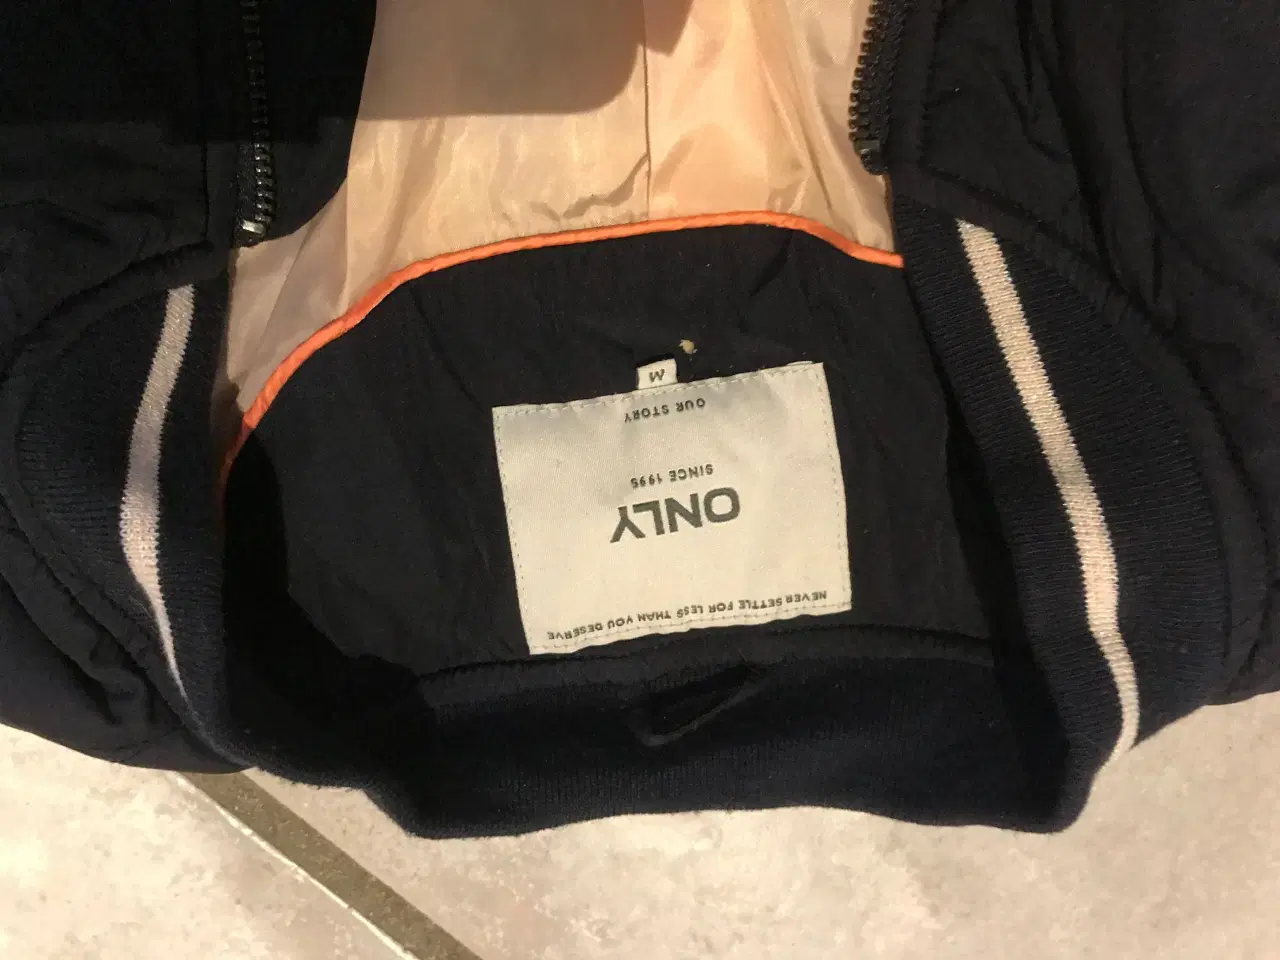 NEVER SETTLE FOR LESS THAN YOU DESERVE
ONLY
SINCE 1995
OUR STORY
M